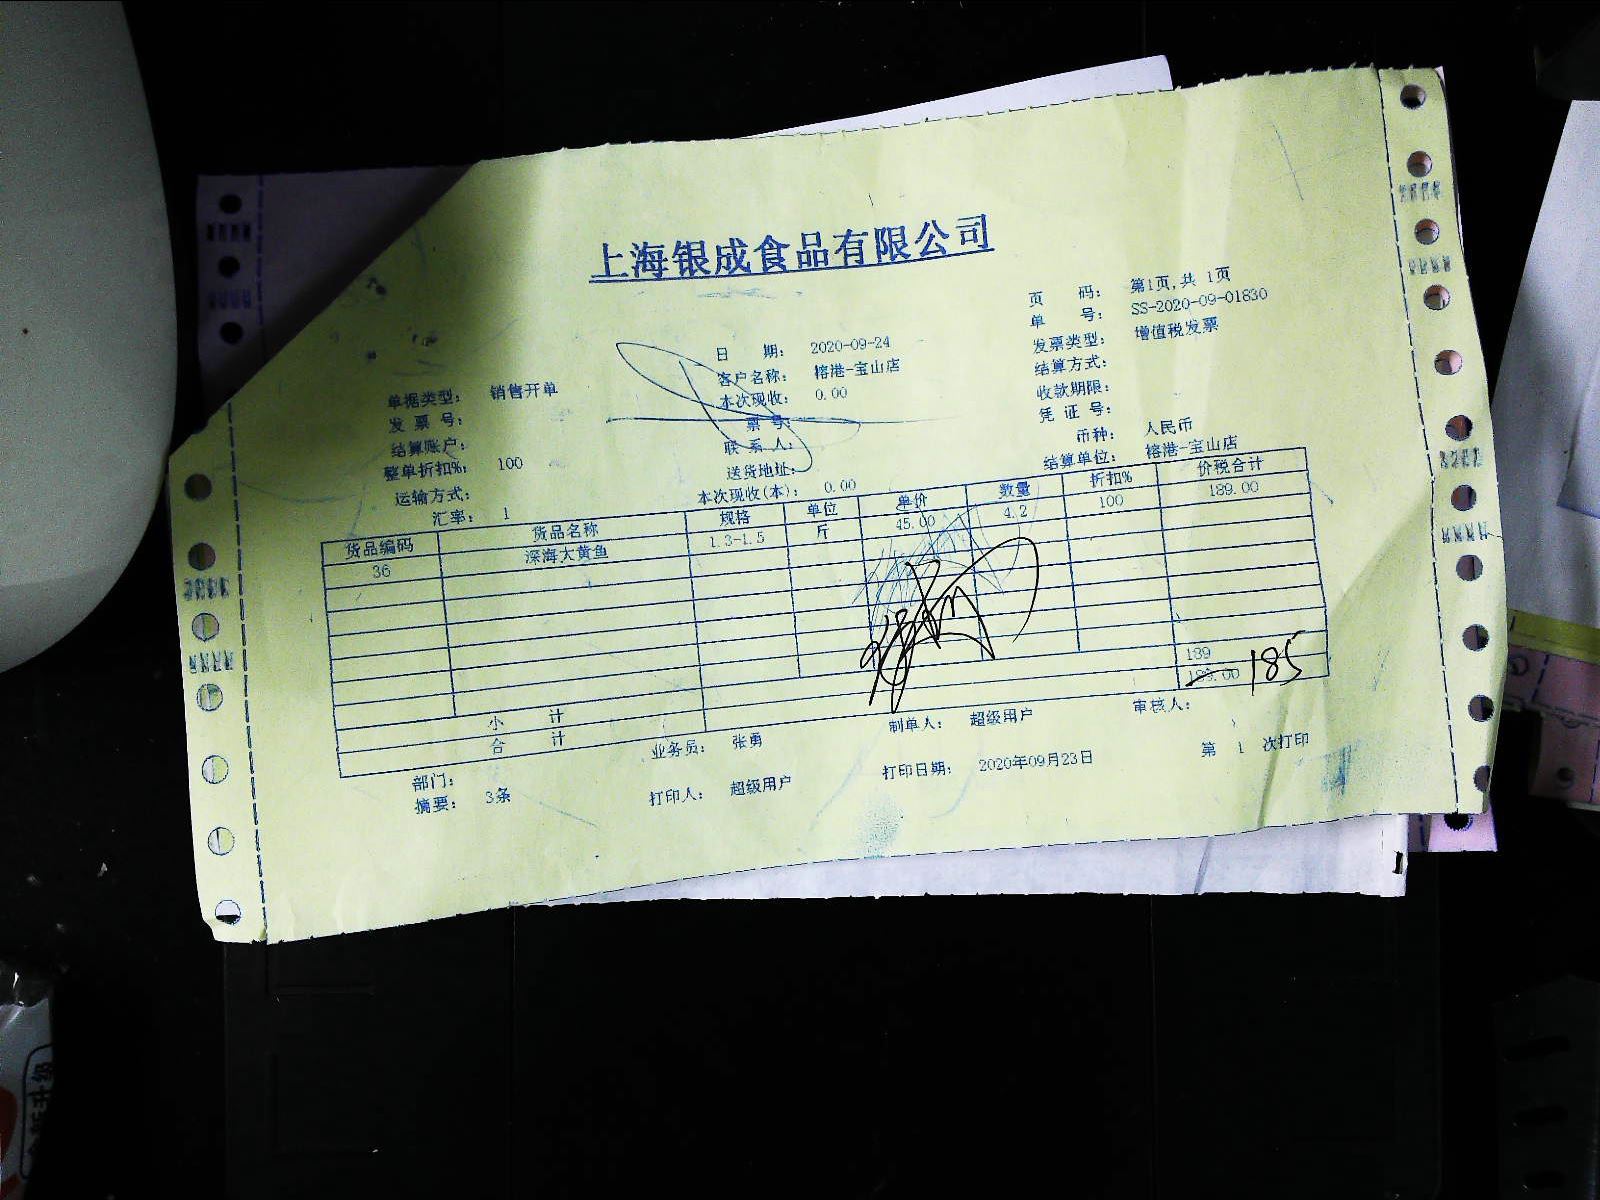 上海银成食品有限公司
页 码： 第1页,共 1页
单 号： SS-2020-09-01830
单据类型： 销售开单 日 期： 2020-09-24 发票类型： 增值税发票
发 票 号： 客户名称： 榕港-宝山店 结算方式：
结算账户： 本次现收： 0.00 收款期限：
整单折扣%： 100 票 号： 凭 证 号：
运输方式： 联 系 人： 币种： 人民币
汇率： 1 送货地址： 结算单位： 榕港-宝山店
本次现收(本)： 0.00
货品编码 货品名称 规格 单位 单价 数量 折扣% 价税合计
36 深海大黄鱼 1.3-1.5 斤 45.00 4.2 100 189.00
小 计 189
合 计 189.00 185
部门： 业务员： 张勇 制单人： 超级用户 审核人：
摘要： 3条 打印人： 超级用户 打印日期： 2020年09月23日 第 1 次打印